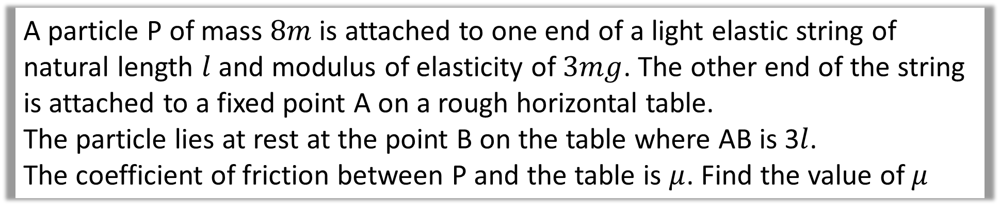 A particle P of mass 8m is attached to one end of a light elastic string of
natural length l and modulus of elasticity of 3mg. The other end of the string
is attached to a fixed point A on a rough horizontal table.
The particle lies at rest at the point B on the table where AB is 3l.
The coefficient of friction between P and the table is μ. Find the value of μ